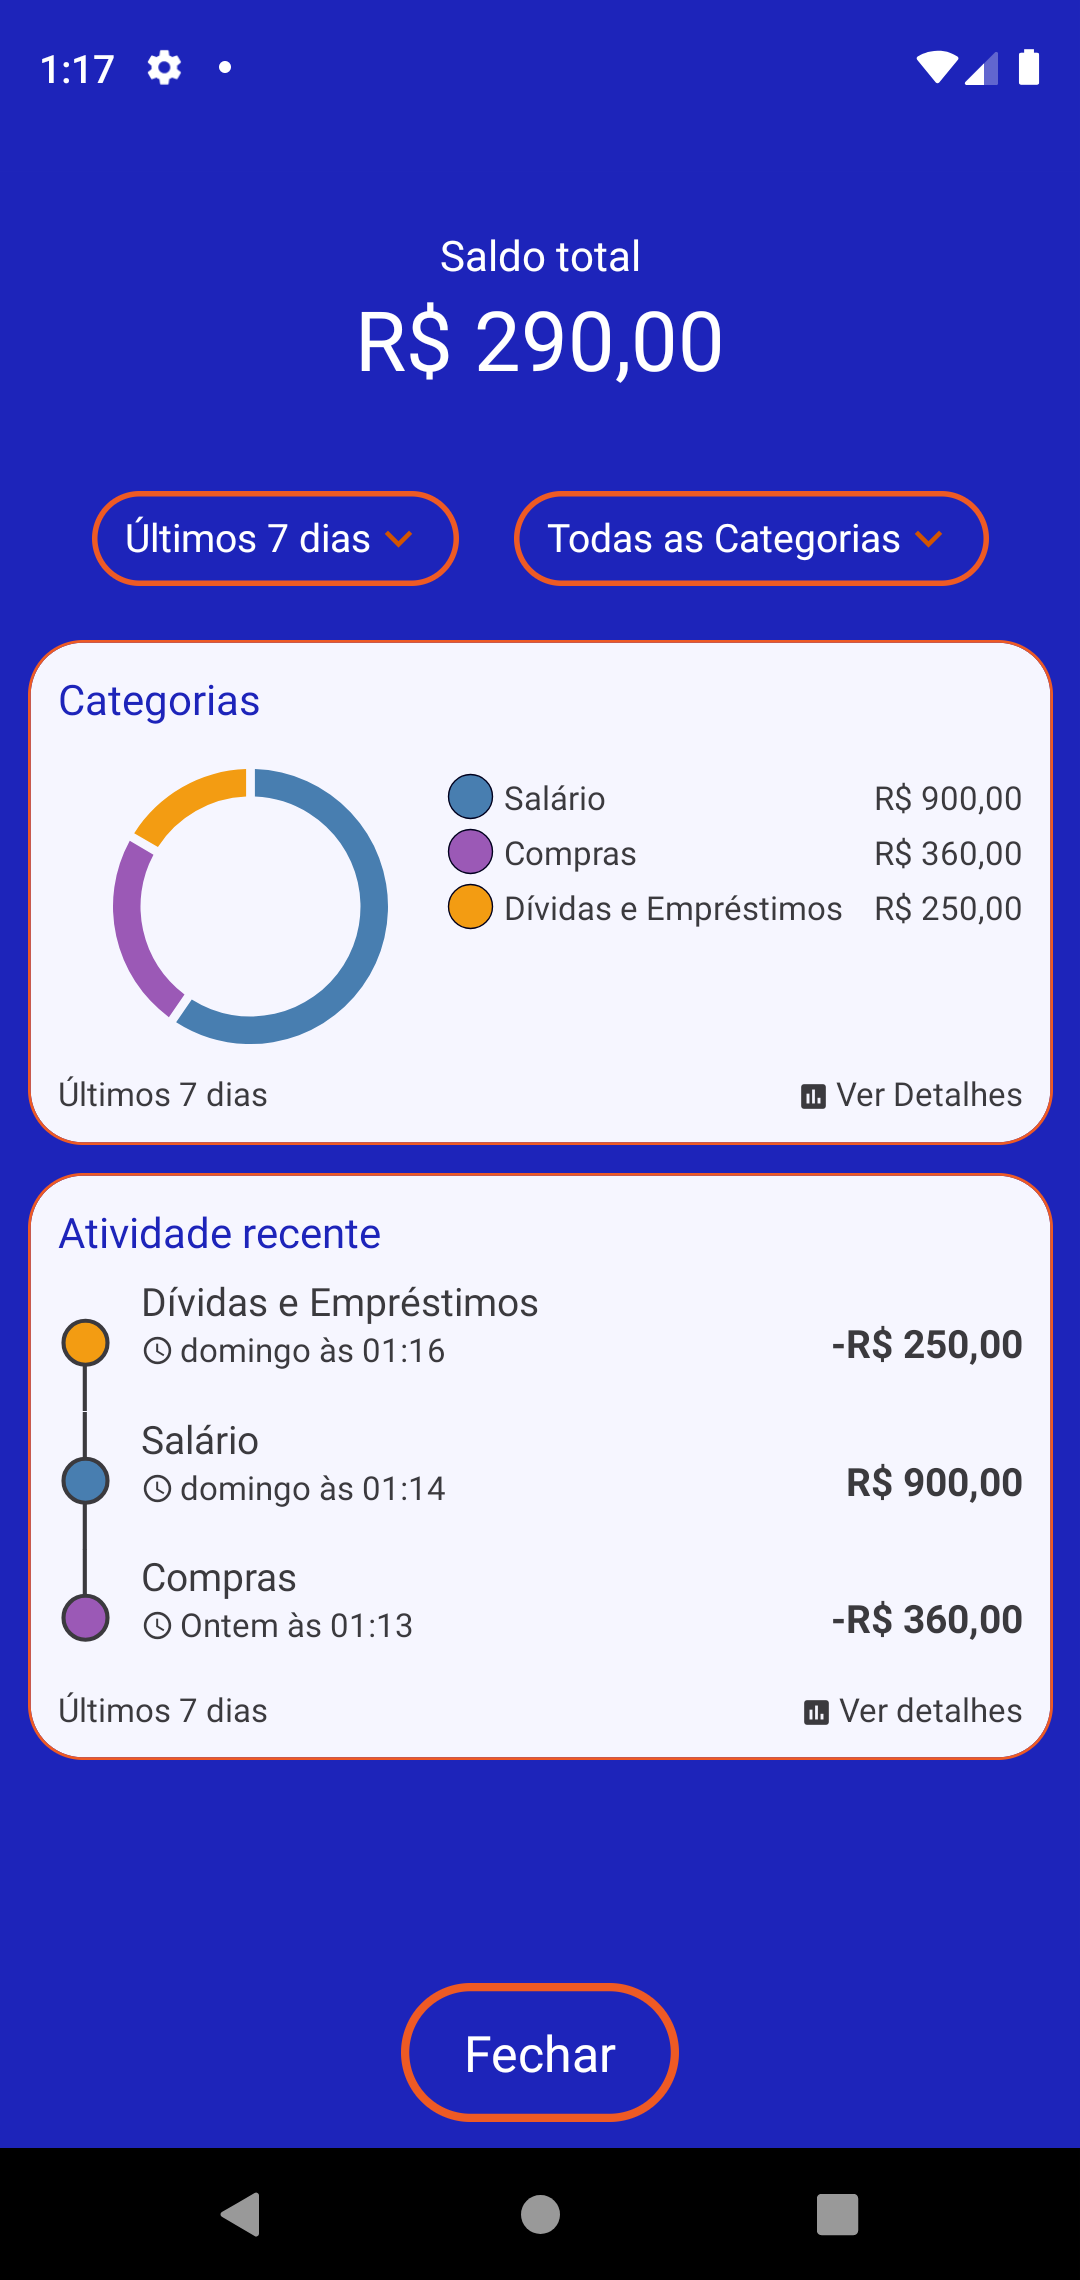 1:17
Saldo total
R$ 290,00
Últimos 7 dias
Todas as Categorias
Categorias
Salário R$ 900,00
Compras R$ 360,00
Dívidas e Empréstimos R$ 250,00
Últimos 7 dias
Ver Detalhes
Atividade recente
Dívidas e Empréstimos
domingo às 01:16
-R$ 250,00
Salário
domingo às 01:14
R$ 900,00
Compras
Ontem às 01:13
-R$ 360,00
Últimos 7 dias
Ver detalhes
Fechar